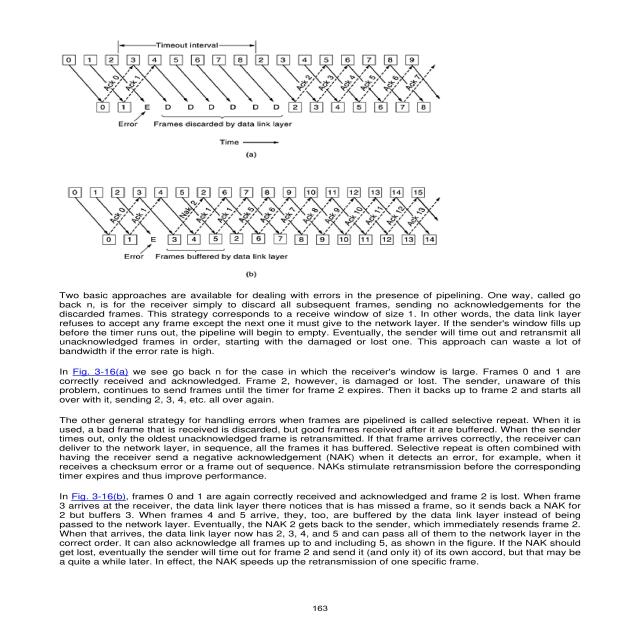 Timeout interval
0 1 2 3 4 5 6 7 8 2 3 4 5 6 7 8 9
Ack 0 Ack 1 Ack 2 Ack 3 Ack 4 Ack 5 Ack 6 Ack 7
0 1 E D D D D D D 2 3 4 5 6 7 8
Error Frames discarded by data link layer
Time
(a)
0 1 2 3 4 5 2 6 7 8 9 10 11 12 13 14 15
Ack 0 Ack 1 Nak 2 Ack 1 Ack 1 Ack 5 Ack 6 Ack 7 Ack 8 Ack 9 Ack 10 Ack 11 Ack 12 Ack 13
0 1 E 3 4 5 2 6 7 8 9 10 11 12 13 14
Error Frames buffered by data link layer
(b)
Two basic approaches are available for dealing with errors in the presence of pipelining. One way, called go
back n, is for the receiver simply to discard all subsequent frames, sending no acknowledgements for the
discarded frames. This strategy corresponds to a receive window of size 1. In other words, the data link layer
refuses to accept any frame except the next one it must give to the network layer. If the sender's window fills up
before the timer runs out, the pipeline will begin to empty. Eventually, the sender will time out and retransmit all
unacknowledged frames in order, starting with the damaged or lost one. This approach can waste a lot of
bandwidth if the error rate is high.
In Fig. 3-16(a) we see go back n for the case in which the receiver's window is large. Frames 0 and 1 are
correctly received and acknowledged. Frame 2, however, is damaged or lost. The sender, unaware of this
problem, continues to send frames until the timer for frame 2 expires. Then it backs up to frame 2 and starts all
over with it, sending 2, 3, 4, etc. all over again.
The other general strategy for handling errors when frames are pipelined is called selective repeat. When it is
used, a bad frame that is received is discarded, but good frames received after it are buffered. When the sender
times out, only the oldest unacknowledged frame is retransmitted. If that frame arrives correctly, the receiver can
deliver to the network layer, in sequence, all the frames it has buffered. Selective repeat is often combined with
having the receiver send a negative acknowledgement (NAK) when it detects an error, for example, when it
receives a checksum error or a frame out of sequence. NAKs stimulate retransmission before the corresponding
timer expires and thus improve performance.
In Fig. 3-16(b), frames 0 and 1 are again correctly received and acknowledged and frame 2 is lost. When frame
3 arrives at the receiver, the data link layer there notices that is has missed a frame, so it sends back a NAK for
2 but buffers 3. When frames 4 and 5 arrive, they, too, are buffered by the data link layer instead of being
passed to the network layer. Eventually, the NAK 2 gets back to the sender, which immediately resends frame 2.
When that arrives, the data link layer now has 2, 3, 4, and 5 and can pass all of them to the network layer in the
correct order. It can also acknowledge all frames up to and including 5, as shown in the figure. If the NAK should
get lost, eventually the sender will time out for frame 2 and send it (and only it) of its own accord, but that may be
a quite a while later. In effect, the NAK speeds up the retransmission of one specific frame.
163